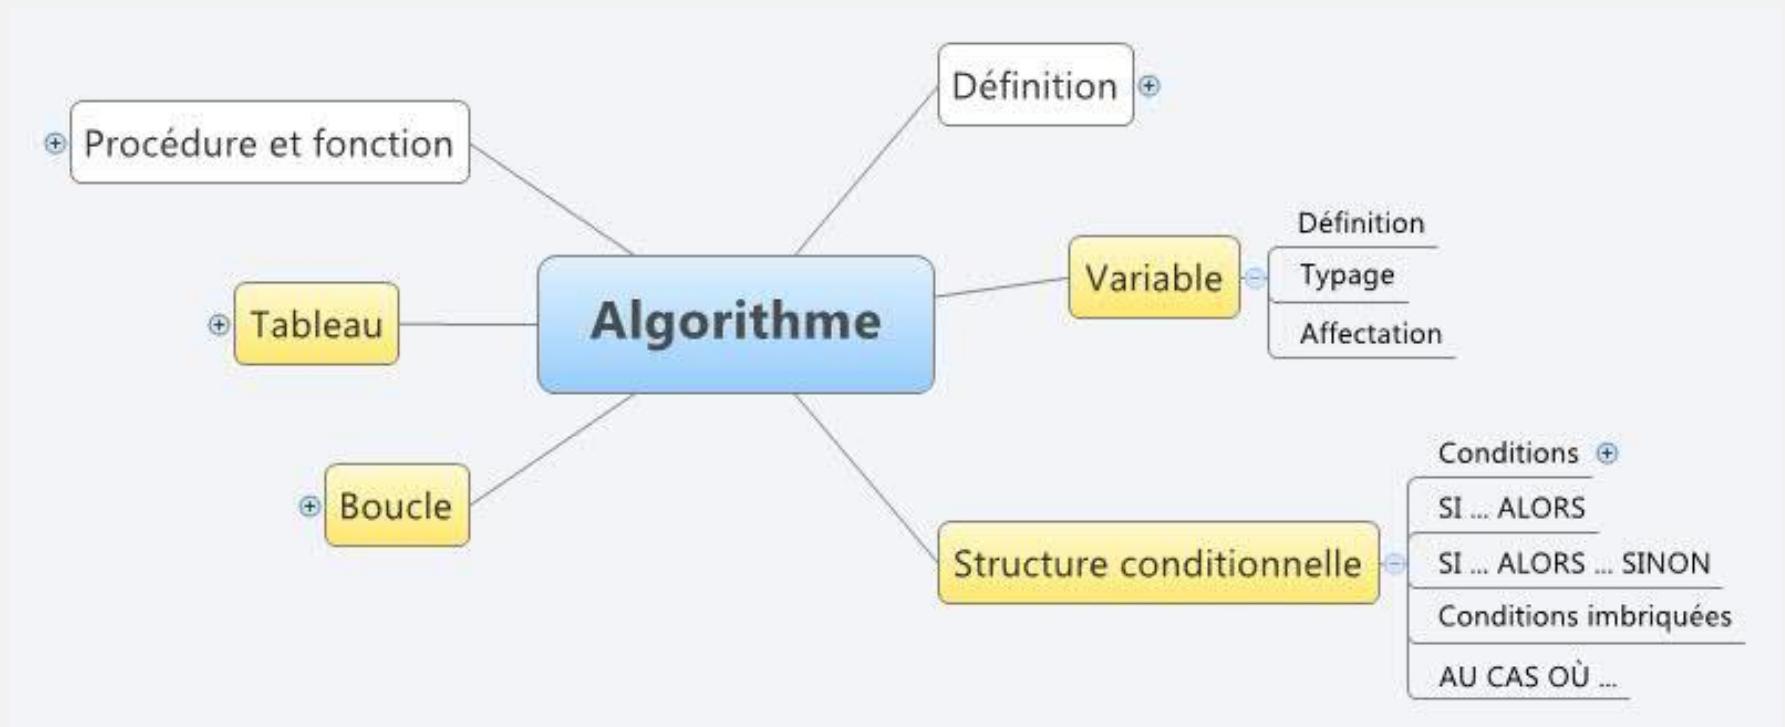 Définition
Procédure et fonction
Définition
Variable
Typage
Tableau
Algorithme
Affectation
Conditions
Boucle
SI ... ALORS
Structure conditionnelle
SI ... ALORS ... SINON
Conditions imbriquées
AU CAS OÙ ...